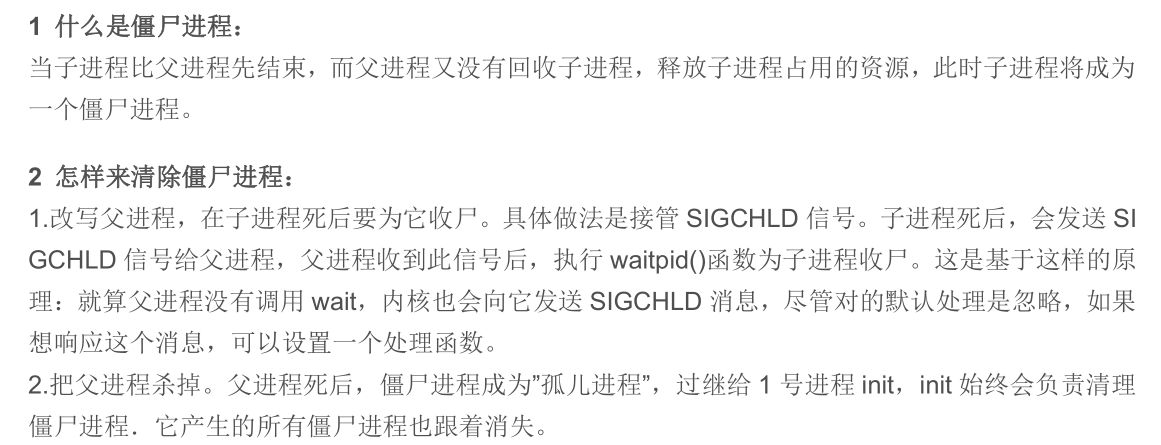 1 什么是僵尸进程：
当子进程比父进程先结束，而父进程又没有回收子进程，释放子进程占用的资源，此时子进程将成为
一个僵尸进程。
2 怎样来清除僵尸进程：
1.改写父进程，在子进程死后要为它收尸。具体做法是接管 SIGCHLD 信号。子进程死后，会发送 SI
GCHLD 信号给父进程，父进程收到此信号后，执行 waitpid()函数为子进程收尸。这是基于这样的原
理：就算父进程没有调用 wait，内核也会向它发送 SIGCHLD 消息，尽管对的默认处理是忽略，如果
想响应这个消息，可以设置一个处理函数。
2.把父进程杀掉。父进程死后，僵尸进程成为”孤儿进程”，过继给 1 号进程 init，init 始终会负责清理
僵尸进程．它产生的所有僵尸进程也跟着消失。